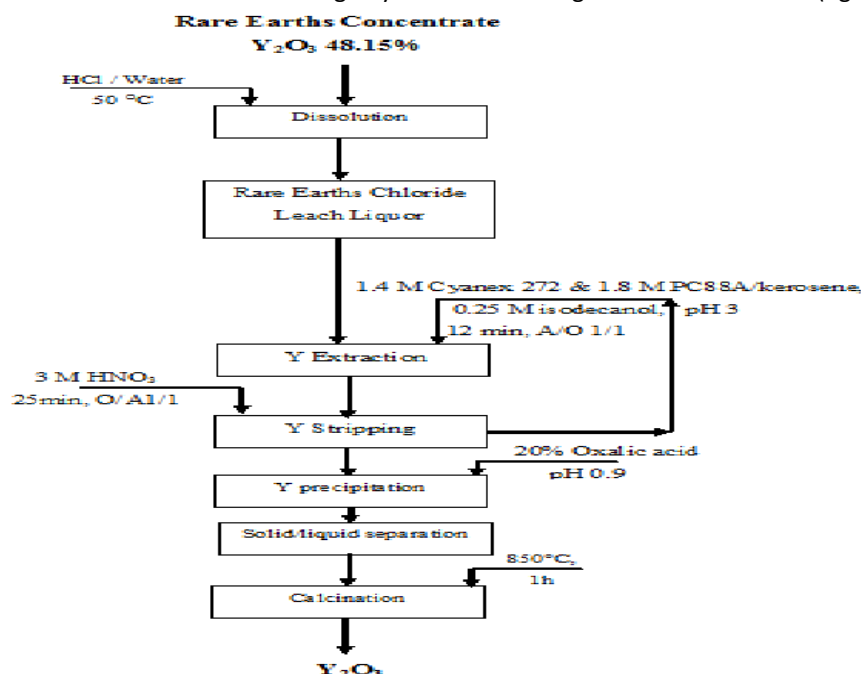 Rare Earths Concentrate
Y₂O₃ 48.15%
HCl / Water
50 °C
Dissolution
Rare Earths Chloride
Leach Liquor
1.4 M Cyanex 272 & 1.8 M PC88A/kerosene,
0.25 M isodecanol, pH 3
12 min, A/O 1/1
Y Extraction
3 M HNO₃
25min, O/A1/1
Y Stripping
20% Oxalic acid
pH 0.9
Y precipitation
Solid/liquid separation
850°C,
1h
Calcination
Y₂O₃